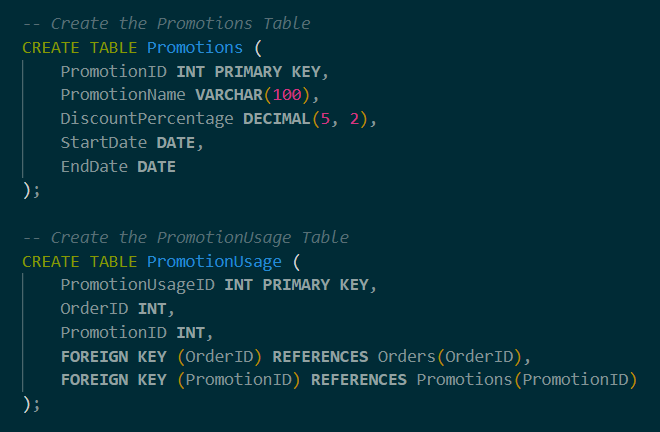 -- Create the Promotions Table
CREATE TABLE Promotions (
    PromotionID INT PRIMARY KEY,
    PromotionName VARCHAR(100),
    DiscountPercentage DECIMAL(5, 2),
    StartDate DATE,
    EndDate DATE
);

-- Create the PromotionUsage Table
CREATE TABLE PromotionUsage (
    PromotionUsageID INT PRIMARY KEY,
    OrderID INT,
    PromotionID INT,
    FOREIGN KEY (OrderID) REFERENCES Orders(OrderID),
    FOREIGN KEY (PromotionID) REFERENCES Promotions(PromotionID)
);